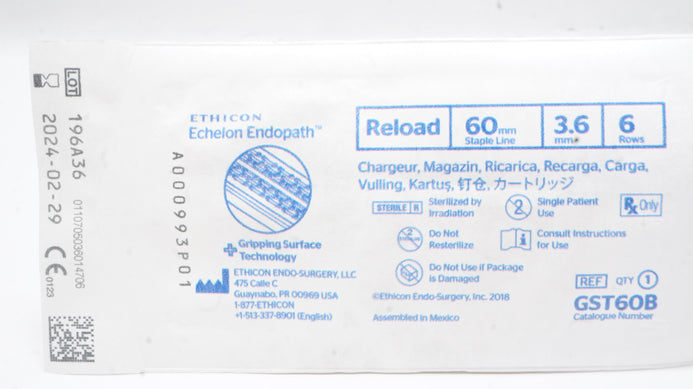 LOT 196A36
2024-02-29
0110705036014706
CE 0123
A000993P01
ETHICON
Echelon Endopath™
Gripping Surface
Technology
ETHICON ENDO-SURGERY, LLC
475 Calle C
Guaynabo, PR 00969 USA
1-877-ETHICON
+1-513-337-8901 (English)
Reload
60 mm
Staple Line
3.6
mm
6
Rows
Chargeur, Magazin, Ricarica, Recarga, Carga,
Vulling, Kartuş, 钉仓, カートリッジ
STERILE R
Sterilized by
Irradiation
2
Single Patient
Use
Rx Only
2
Do Not
Resterilize
i
Consult Instructions
for Use
Do Not Use if Package
is Damaged
©Ethicon Endo-Surgery, Inc. 2018
Assembled in Mexico
REF QTY 1
GST60B
Catalogue Number